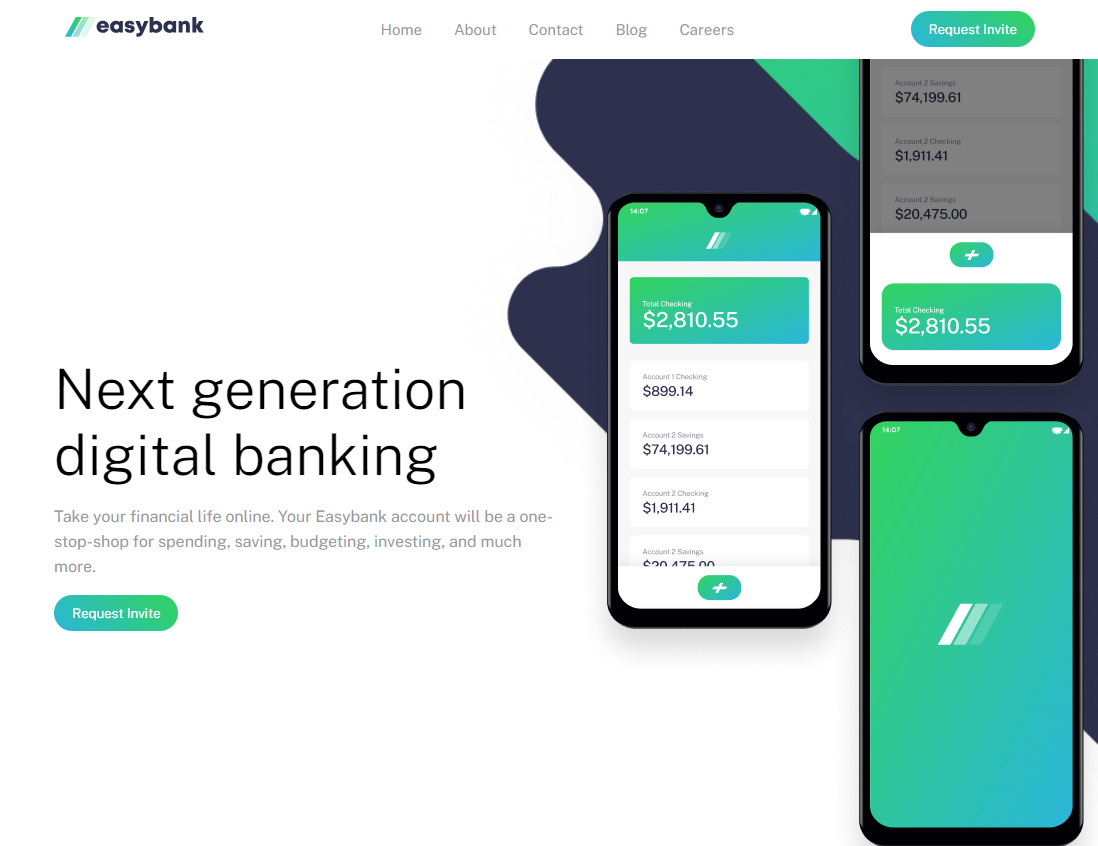 easybank
Home
About
Contact
Blog
Careers
Request Invite
Next generation
digital banking
Take your financial life online. Your Easybank account will be a one-
stop-shop for spending, saving, budgeting, investing, and much
more.
Request Invite
14:07
Total Checking
$2,810.55
Account 1 Checking
$899.14
Account 2 Savings
$74,199.61
Account 2 Checking
$1,911.41
Account 2 Savings
$20,475.00
Account 2 Savings
$74,199.61
Account 2 Checking
$1,911.41
Account 2 Savings
$20,475.00
Total Checking
$2,810.55
14:07